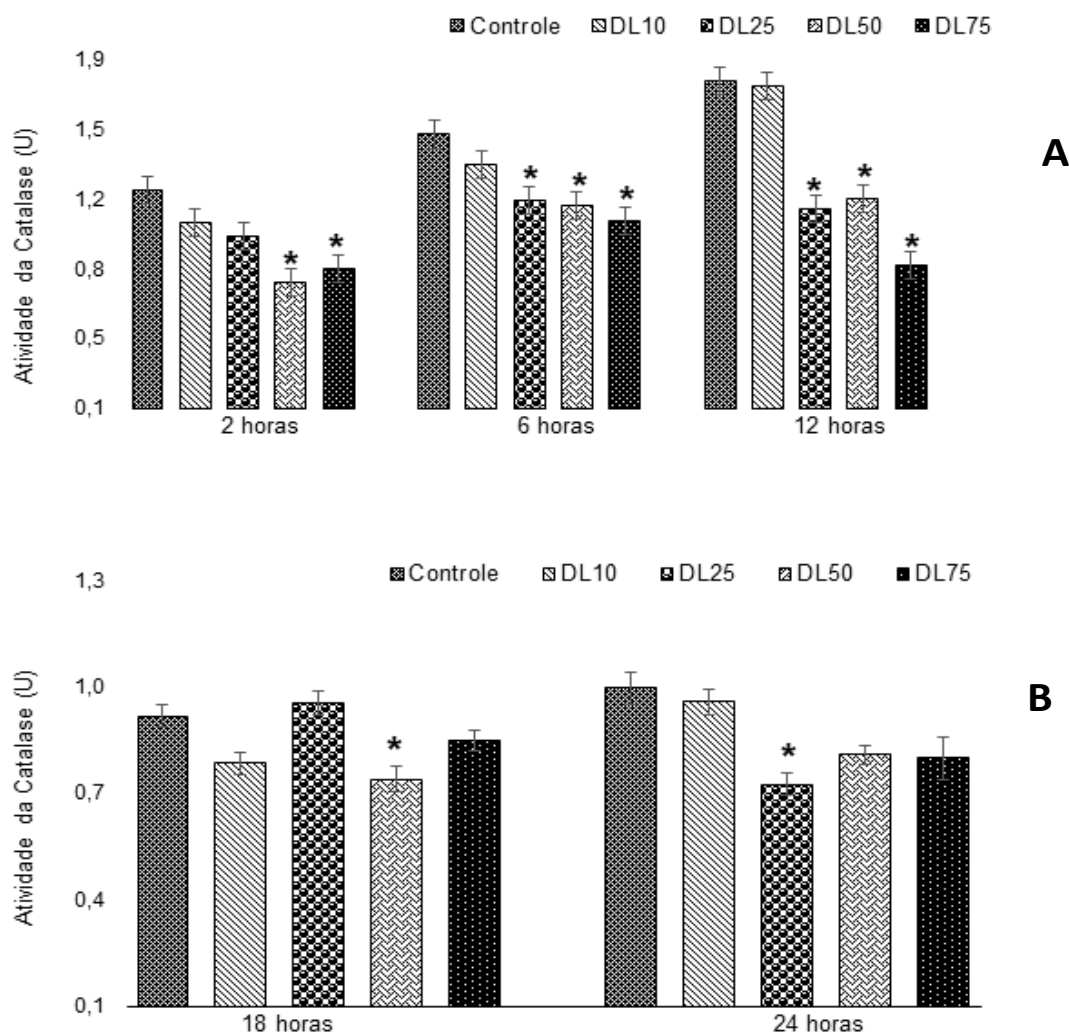 Controle DL10 DL25 DL50 DL75
Atividade da Catalase (U)
1,9
1,5
1,2
0,8
0,5
0,1
* * * * * * * *
2 horas 6 horas 12 horas
A
Controle DL10 DL25 DL50 DL75
Atividade da Catalase (U)
1,3
1,0
0,7
0,4
0,1
* *
18 horas 24 horas
B